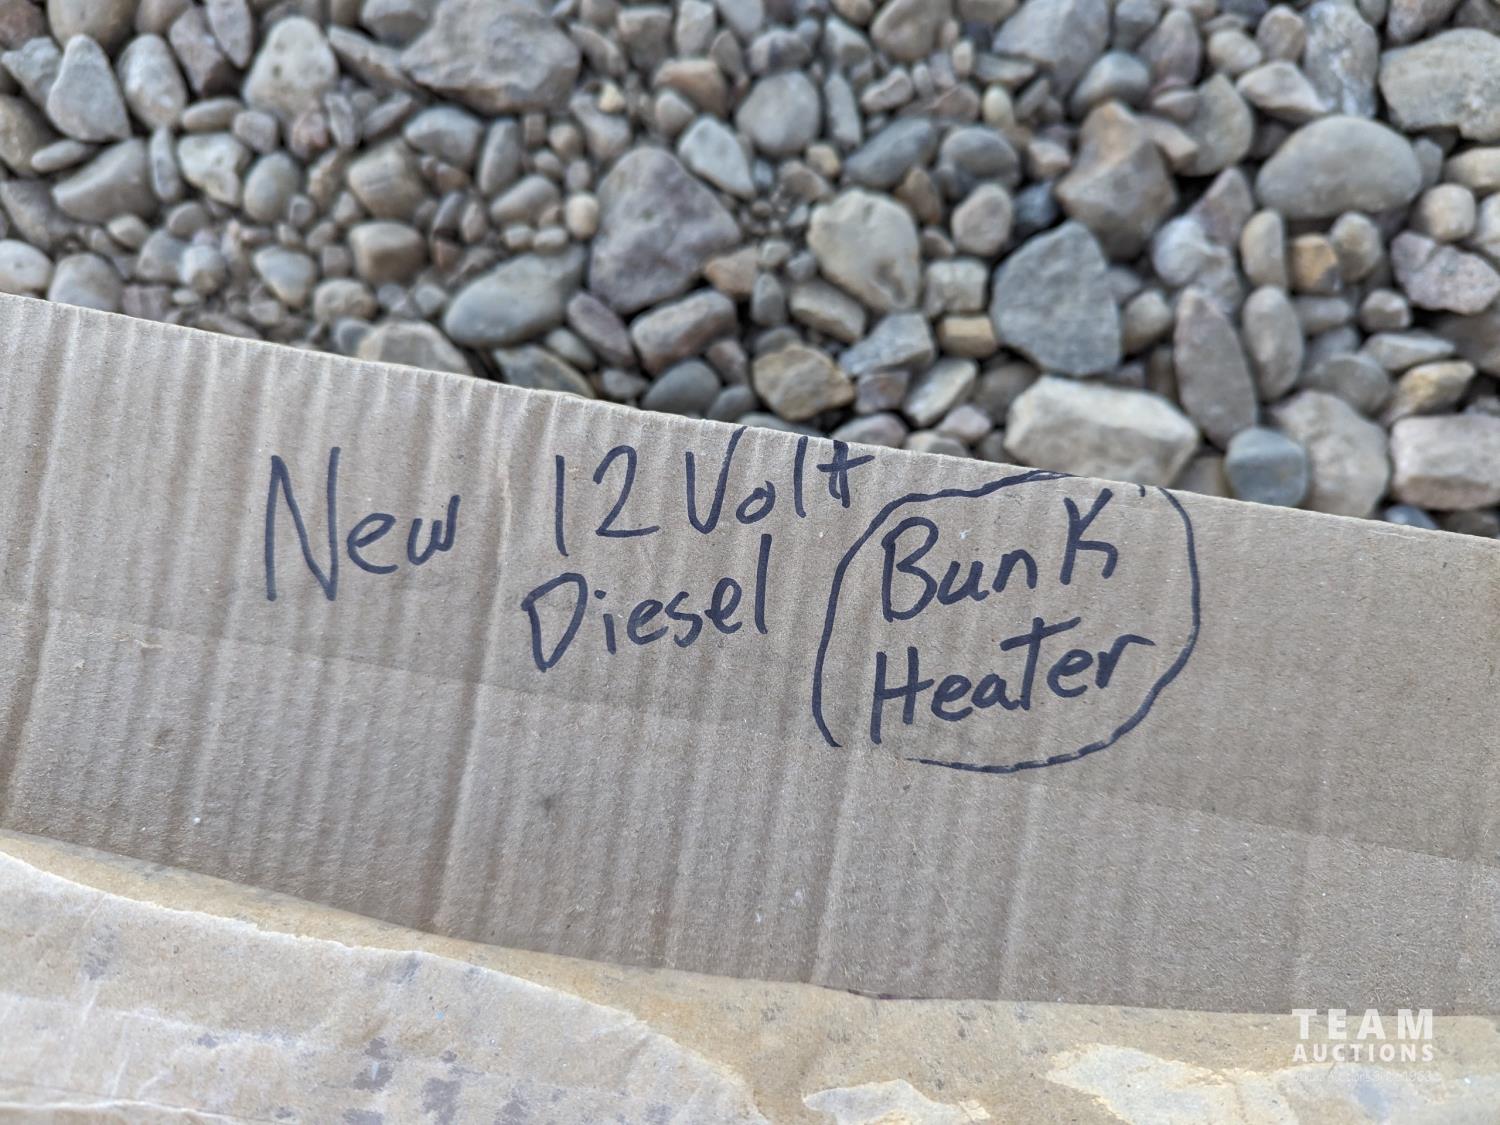 New 12 Volt
Diesel
Bunk
Heater
TEAM
AUCTIONS